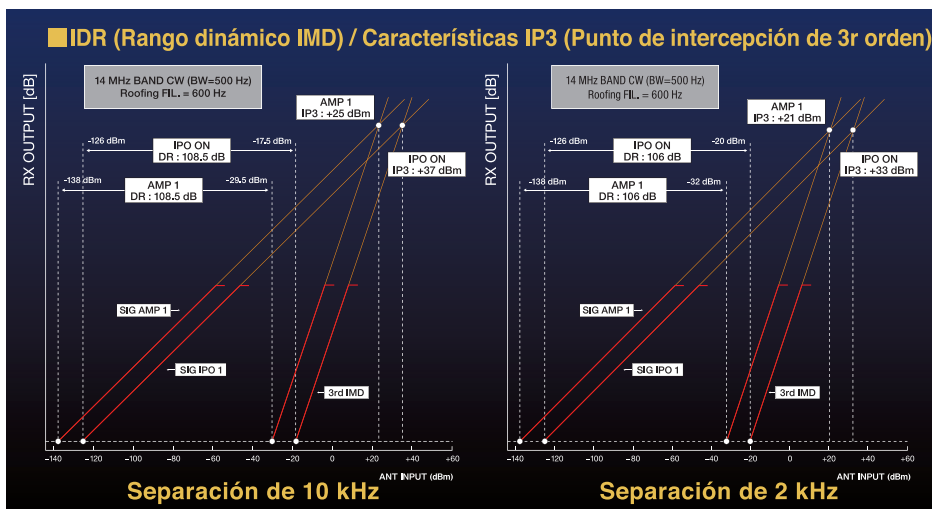 IDR (Rango dinámico IMD) / Características IP3 (Punto de intercepción de 3r orden)
RX OUTPUT [dB]
14 MHz BAND CW (BW=500 Hz)
Roofing FIL. = 600 Hz
AMP 1
IP3 : +25 dBm
-126 dBm
IPO ON
DR : 108.5 dB
-17.5 dBm
IPO ON
IP3 : +37 dBm
-138 dBm
AMP 1
DR : 108.5 dB
-29.5 dBm
SIG AMP 1
SIG IPO 1
3rd IMD
-140 -120 -100 -80 -60 -40 -20 0 +20 +40 +60
ANT INPUT (dBm)
Separación de 10 kHz
RX OUTPUT [dB]
14 MHz BAND CW (BW=500 Hz)
Roofing FIL. = 600 Hz
AMP 1
IP3 : +21 dBm
-126 dBm
IPO ON
DR : 106 dB
-20 dBm
IPO ON
IP3 : +33 dBm
-138 dBm
AMP 1
DR : 106 dB
-32 dBm
SIG AMP 1
SIG IPO 1
3rd IMD
-140 -120 -100 -80 -60 -40 -20 0 +20 +40 +60
ANT INPUT (dBm)
Separación de 2 kHz